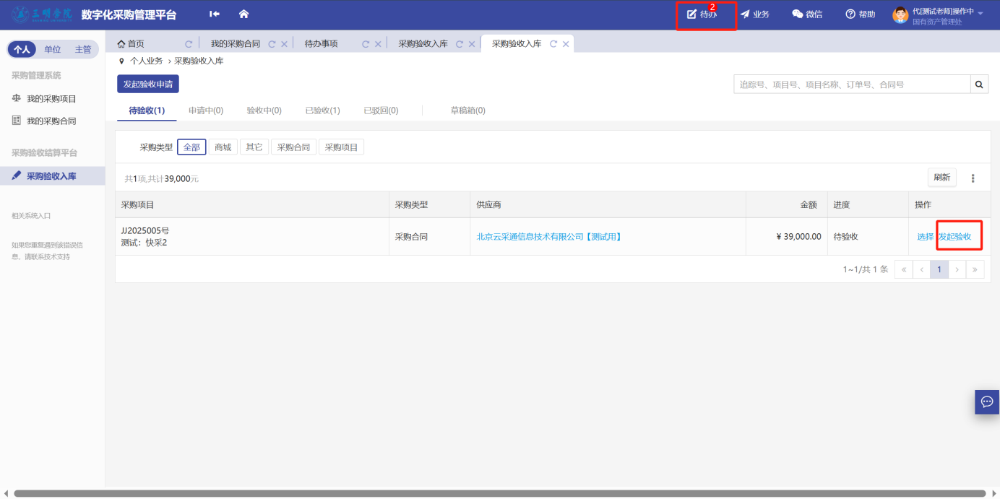 三明学院 数字化采购管理平台 待办 2 业务 微信 帮助 代[测试老师]操作中
国有资产管理处
个人 单位 主管
首页 我的采购合同 待办事项 采购验收入库 采购验收入库
个人业务 › 采购验收入库
采购管理系统
我的采购项目
我的采购合同
采购验收结算平台
采购验收入库
相关系统入口
如果您重复遇到该错误信
息，请联系技术支持
发起验收申请
追踪号、项目号、项目名称、订单号、合同号
待验收(1) 申请中(0) 验收中(0) 已验收(1) 已驳回(0) 草稿箱(0)
采购类型 全部 商城 其它 采购合同 采购项目
共1项,共计39,000元 刷新
采购项目 采购类型 供应商 金额 进度 操作
JJ2025005号
测试：快采2 采购合同 北京云采通信息技术有限公司【测试用】 ¥ 39,000.00 待验收 选择 发起验收
1~1/共 1 条 « ‹ 1 › »